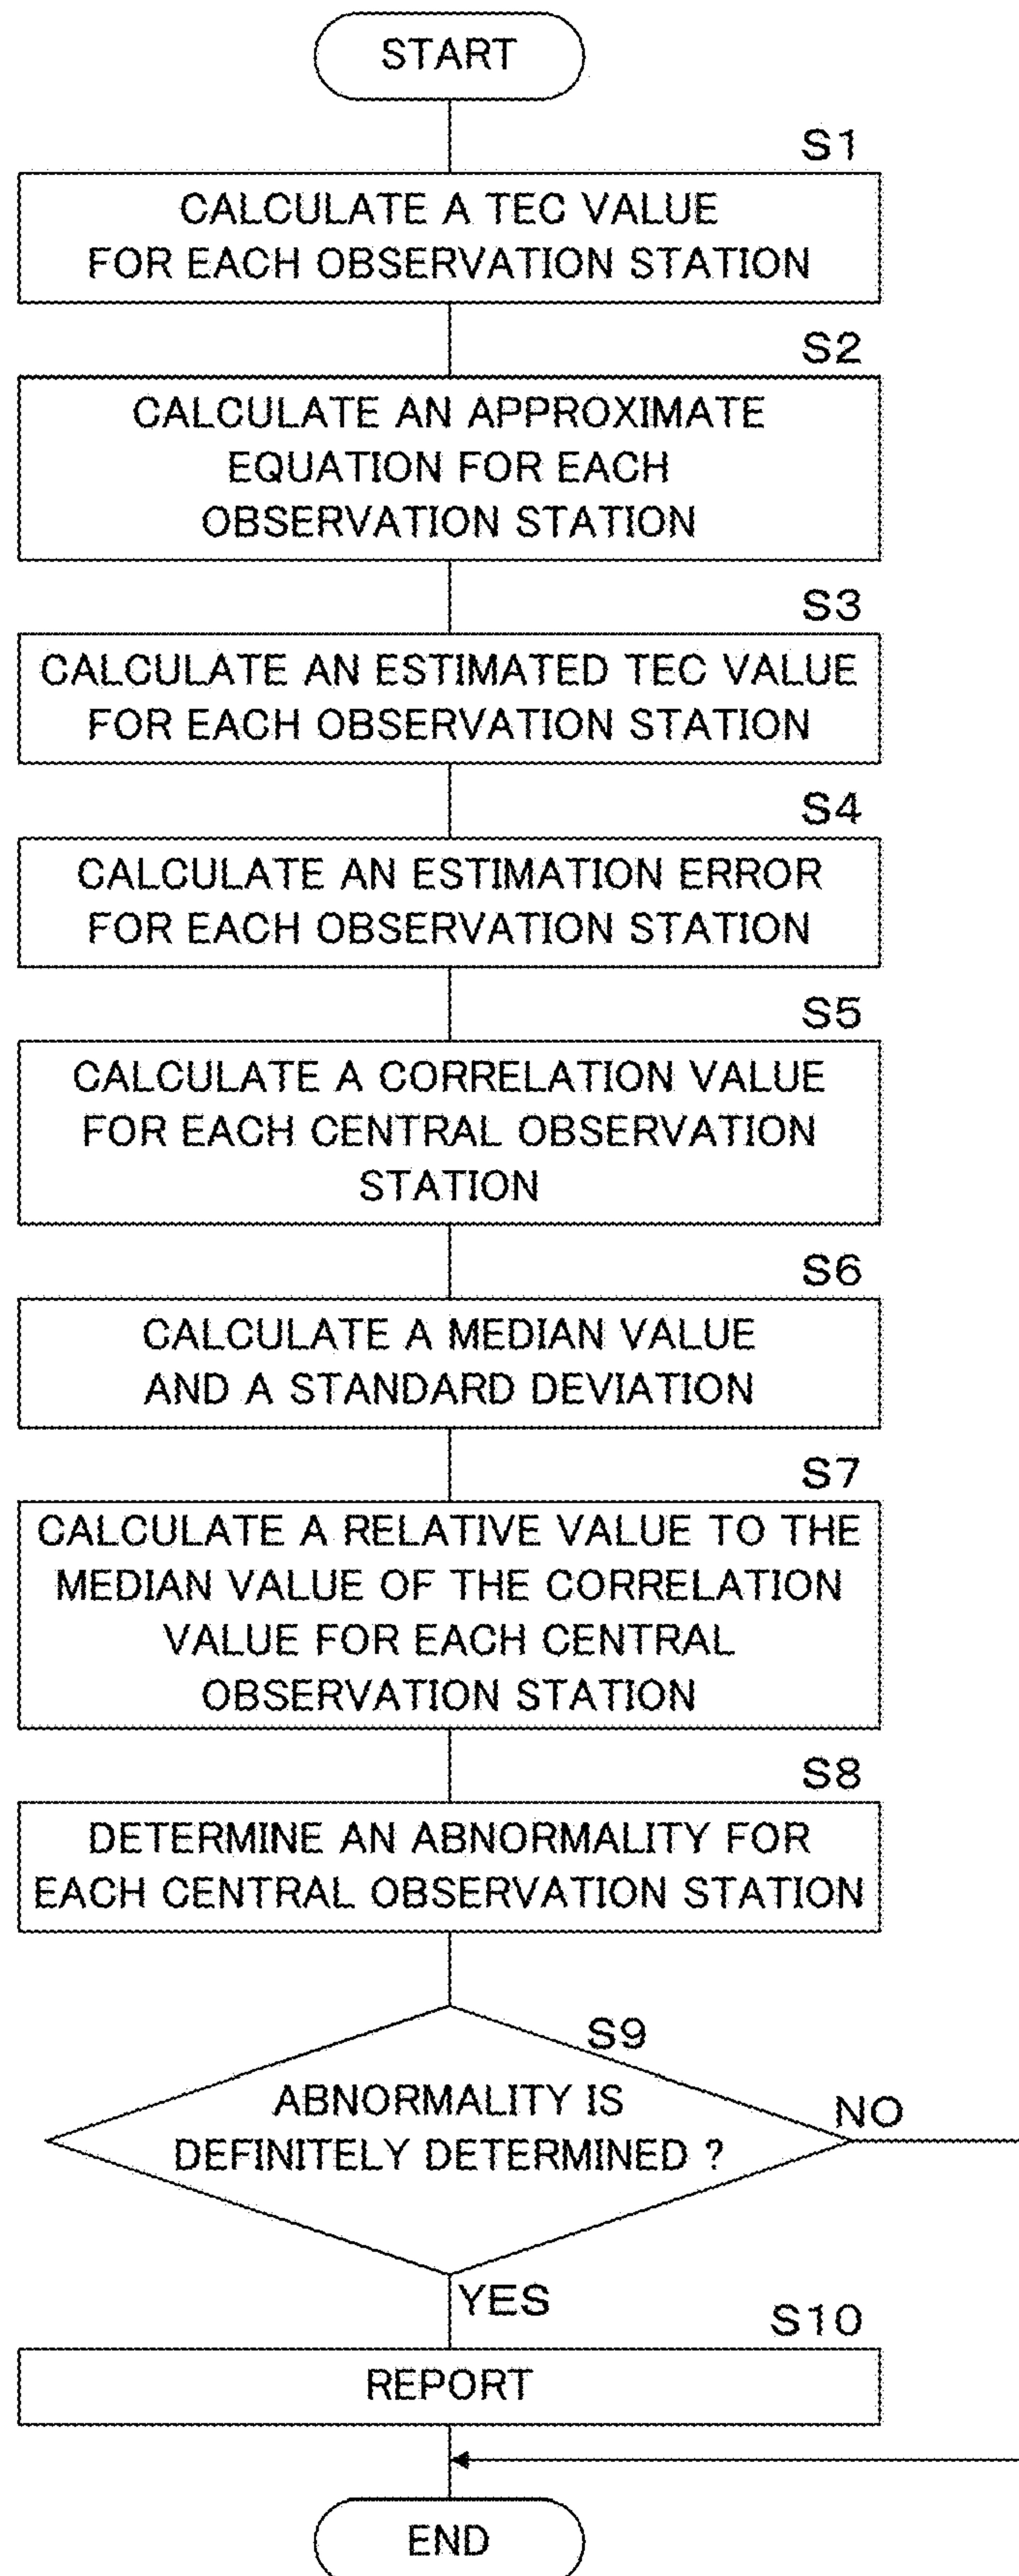 START
S1
CALCULATE A TEC VALUE
FOR EACH OBSERVATION STATION
S2
CALCULATE AN APPROXIMATE
EQUATION FOR EACH
OBSERVATION STATION
S3
CALCULATE AN ESTIMATED TEC VALUE
FOR EACH OBSERVATION STATION
S4
CALCULATE AN ESTIMATION ERROR
FOR EACH OBSERVATION STATION
S5
CALCULATE A CORRELATION VALUE
FOR EACH CENTRAL OBSERVATION
STATION
S6
CALCULATE A MEDIAN VALUE
AND A STANDARD DEVIATION
S7
CALCULATE A RELATIVE VALUE TO THE
MEDIAN VALUE OF THE CORRELATION
VALUE FOR EACH CENTRAL
OBSERVATION STATION
S8
DETERMINE AN ABNORMALITY FOR
EACH CENTRAL OBSERVATION STATION
S9
ABNORMALITY IS
DEFINITELY DETERMINED ?
NO
YES
S10
REPORT
END